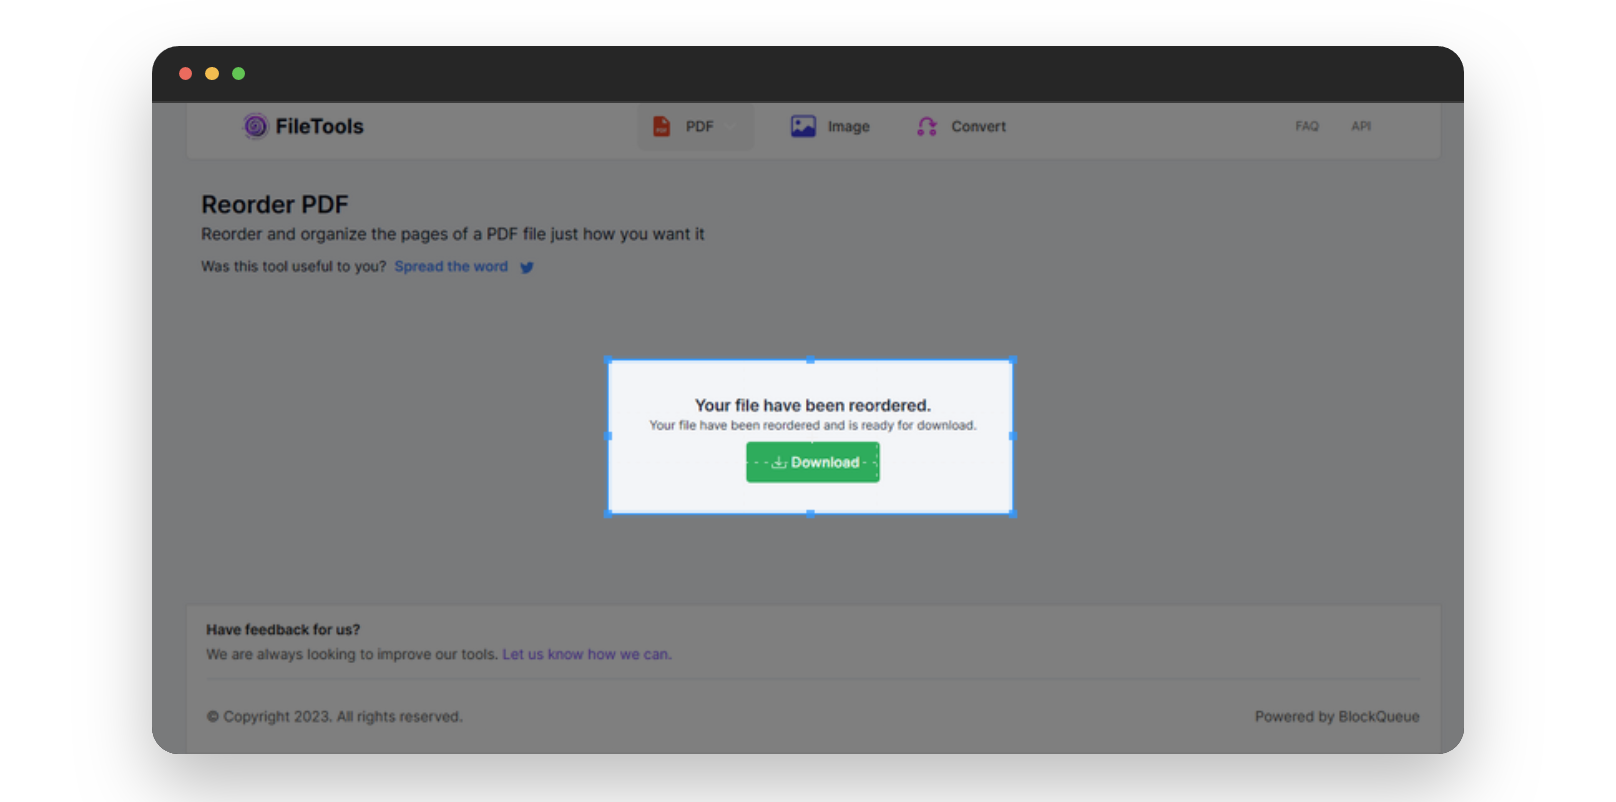 FileTools
PDF
Image
Convert
FAQ
API
Reorder PDF
Reorder and organize the pages of a PDF file just how you want it
Was this tool useful to you? Spread the word
Your file have been reordered.
Your file have been reordered and is ready for download.
Download
Have feedback for us?
We are always looking to improve our tools. Let us know how we can.
© Copyright 2023. All rights reserved.
Powered by BlockQueue